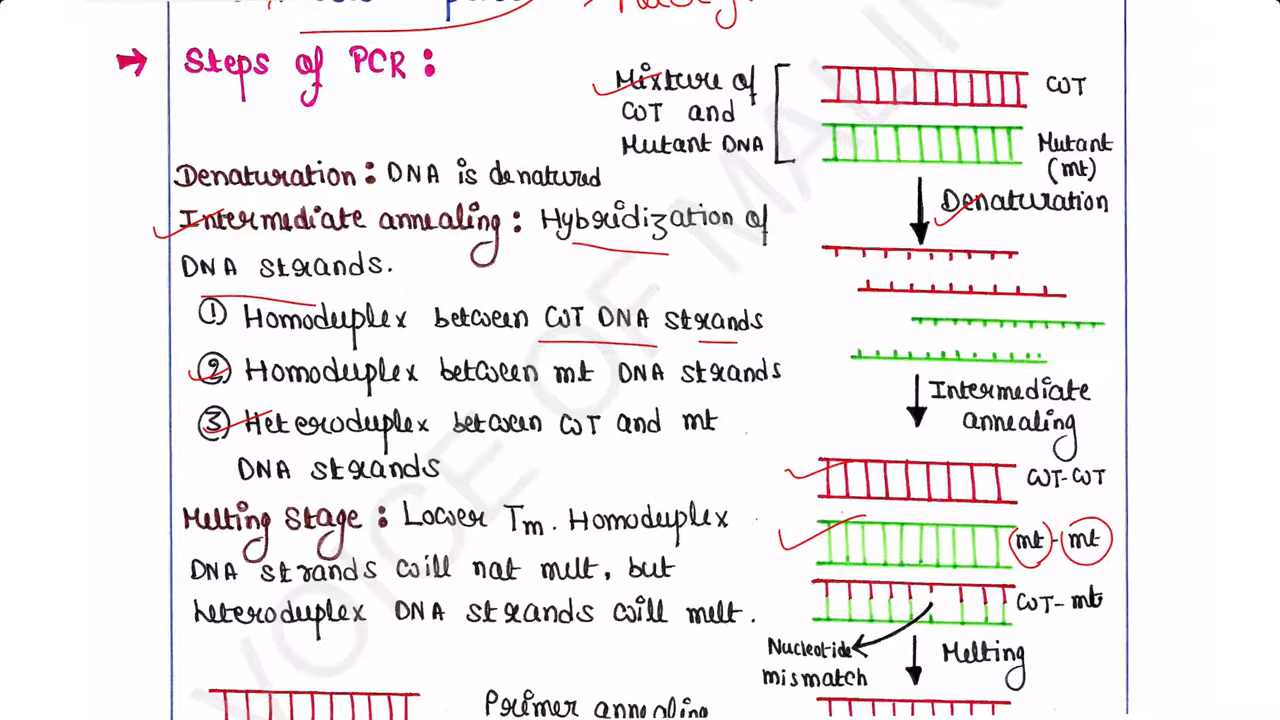 → Steps of PCR:
Mixture of
WT and
Mutant DNA
WT
Mutant
(mt)
Denaturation: DNA is denatured
Intermediate annealing: Hybridization of
DNA strands.
① Homoduplex between WT DNA strands
② Homoduplex between mt DNA strands
③ Heteroduplex between WT and mt
DNA strands
Melting Stage: Lower Tm. Homoduplex
DNA strands will not melt, but
heteroduplex DNA strands will melt.
Denaturation
Intermediate
annealing
WT-WT
mt-mt
WT-mt
Nucleotide
mismatch
Melting
Primer annealing
VOICE OF MALIN